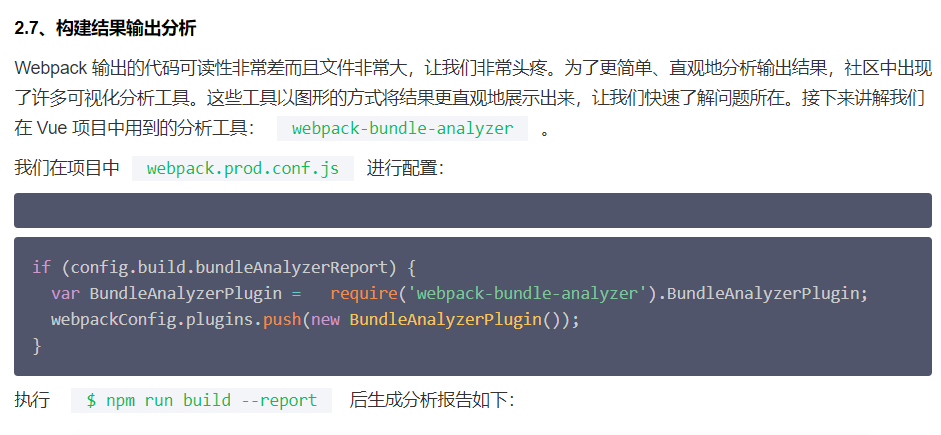 2.7、构建结果输出分析
Webpack 输出的代码可读性非常差而且文件非常大，让我们非常头疼。为了更简单、直观地分析输出结果，社区中出现
了许多可视化分析工具。这些工具以图形的方式将结果更直观地展示出来，让我们快速了解问题所在。接下来讲解我们
在 Vue 项目中用到的分析工具： webpack-bundle-analyzer 。
我们在项目中 webpack.prod.conf.js 进行配置：
if (config.build.bundleAnalyzerReport) {
  var BundleAnalyzerPlugin =   require('webpack-bundle-analyzer').BundleAnalyzerPlugin;
  webpackConfig.plugins.push(new BundleAnalyzerPlugin());
}
执行 $ npm run build --report 后生成分析报告如下：